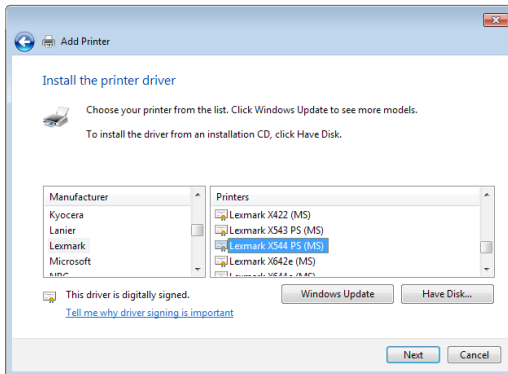 Add Printer
Install the printer driver
Choose your printer from the list. Click Windows Update to see more models.
To install the driver from an installation CD, click Have Disk.
Manufacturer
Kyocera
Lanier
Lexmark
Microsoft
Printers
Lexmark X422 (MS)
Lexmark X543 PS (MS)
Lexmark X544 PS (MS)
Lexmark X642e (MS)
This driver is digitally signed.
Tell me why driver signing is important
Windows Update
Have Disk...
Next
Cancel